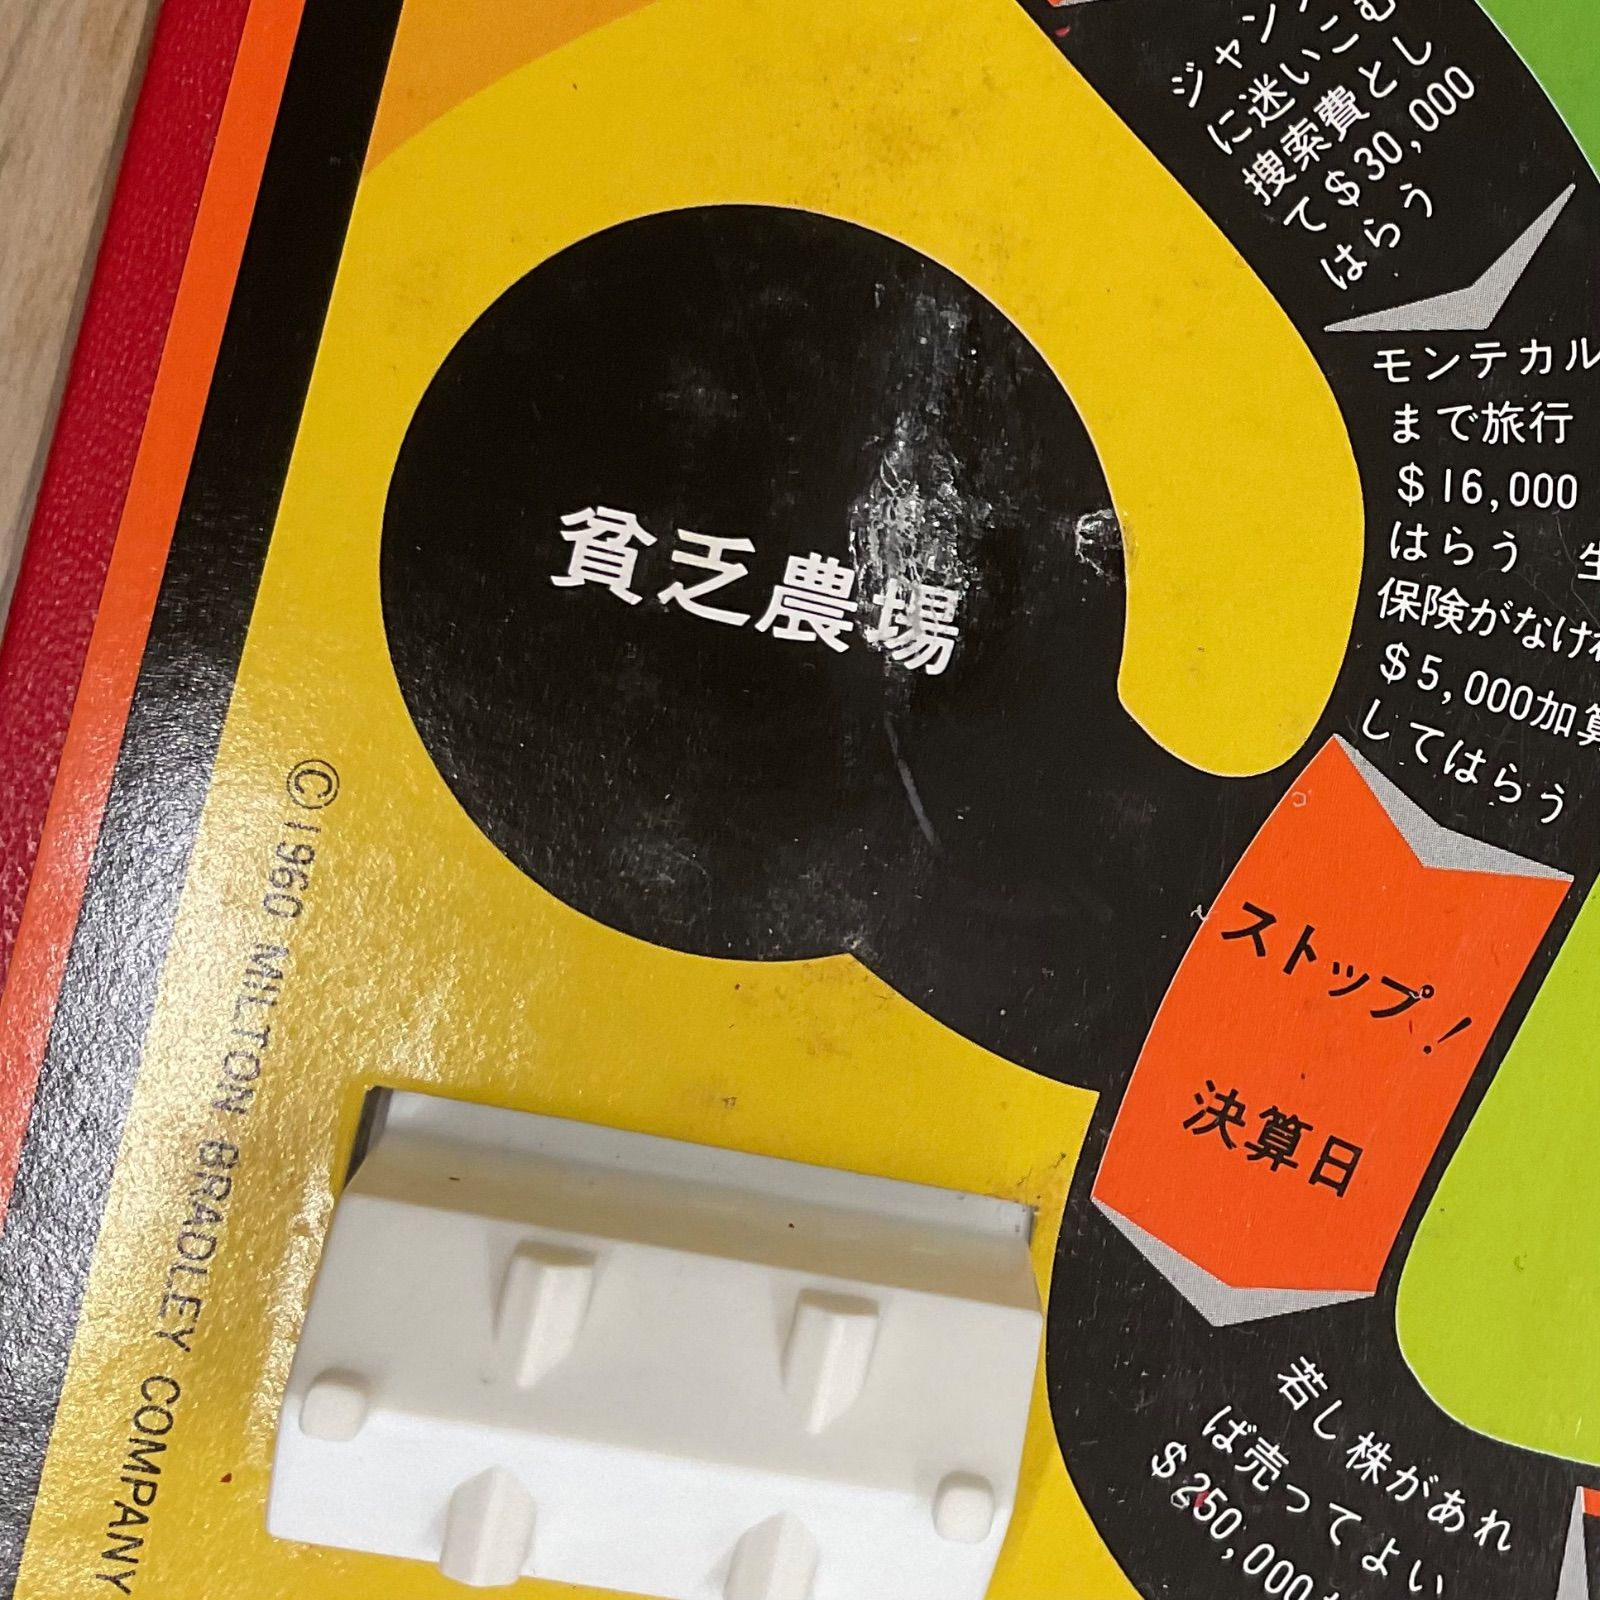 に迷いこむ
捜索費とし
て$30,000
はらう
モンテカル
まで旅行
$16,000
はらう 生
保険がなけれ
$5,000加算
してはらう
貧乏農場
ストップ!
決算日
若し株があれ
ば売ってよい
$250,000
©1960 MILTON BRADLEY COMPANY